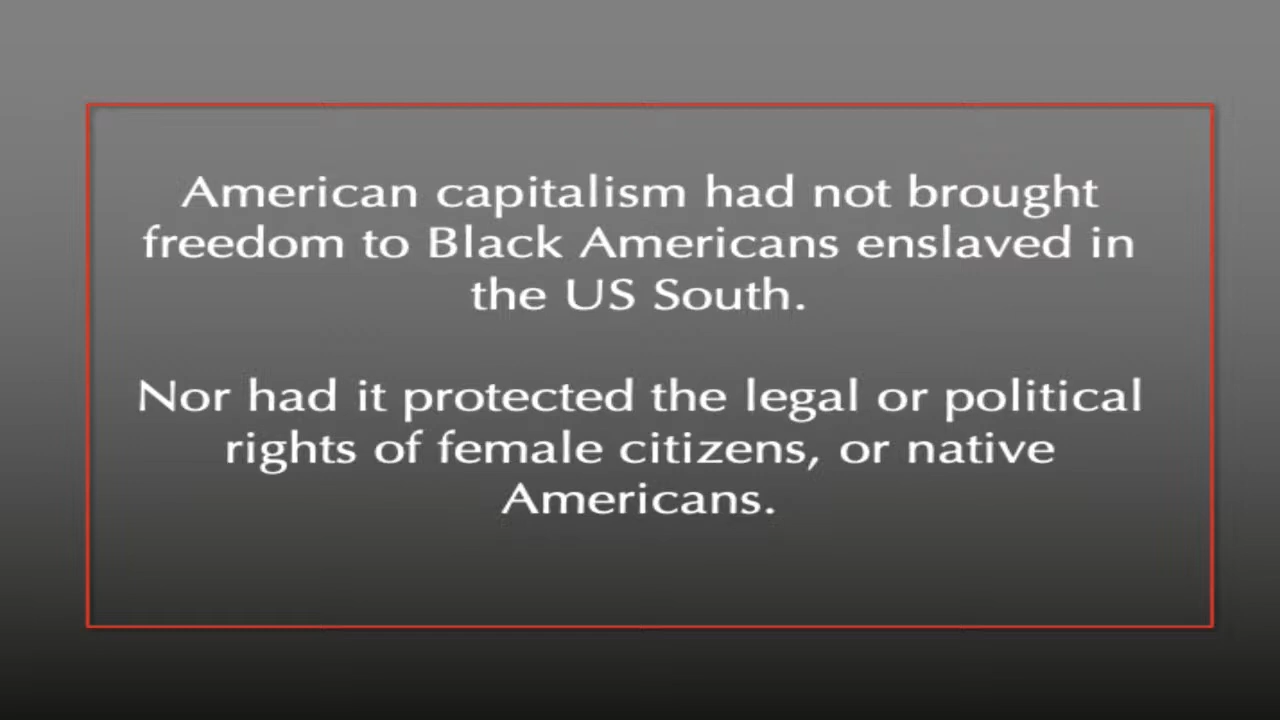 American capitalism had not brought
freedom to Black Americans enslaved in
the US South.
Nor had it protected the legal or political
rights of female citizens, or native
Americans.